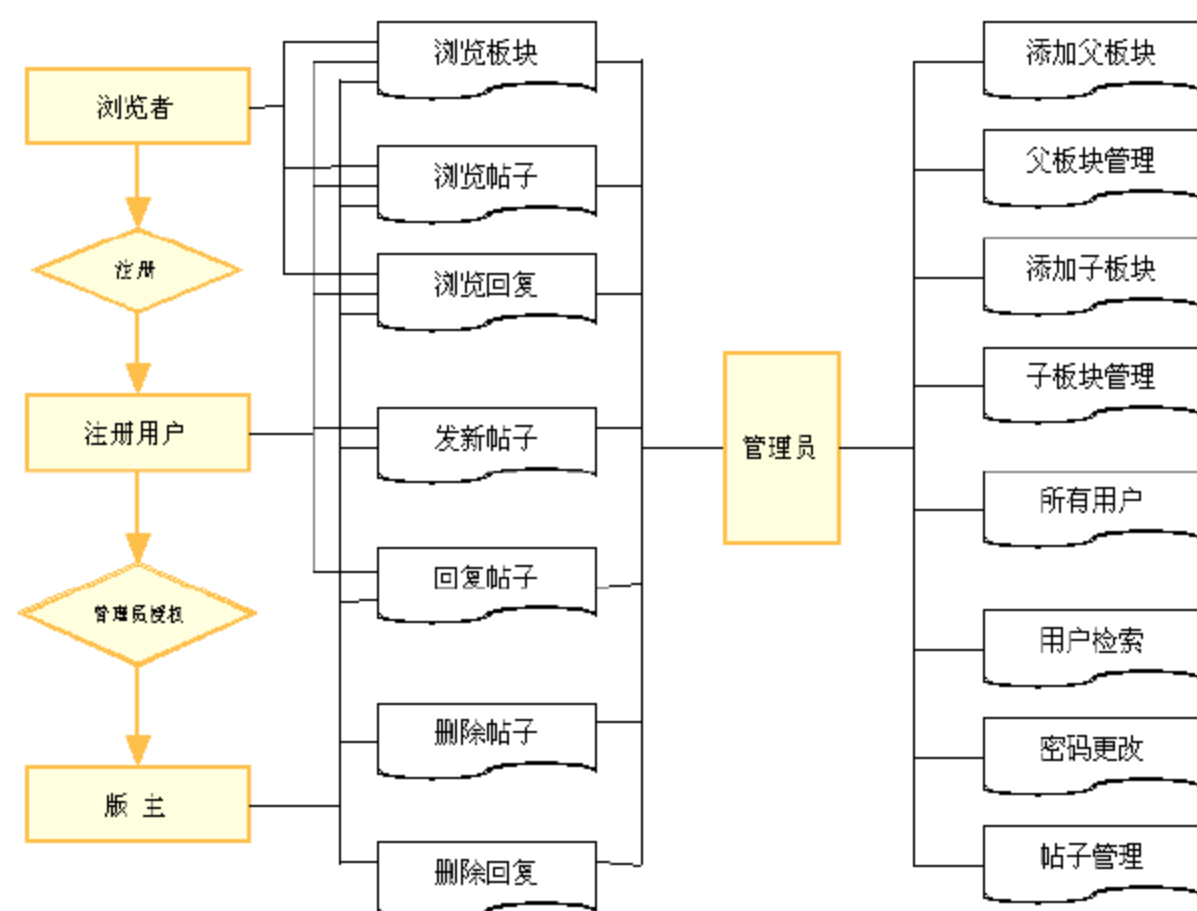 浏览者
注册
注册用户
管理员授权
版 主
浏览板块
浏览帖子
浏览回复
发新帖子
回复帖子
删除帖子
删除回复
管理员
添加父板块
父板块管理
添加子板块
子板块管理
所有用户
用户检索
密码更改
帖子管理